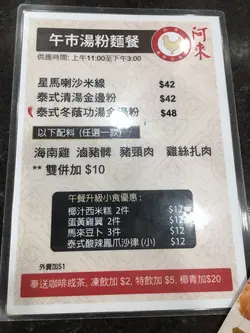 午市湯粉麵餐
阿來
供應時間: 上午11:00至下午3:00
星馬喇沙米線 $42
泰式清湯金邊粉 $42
泰式冬蔭功湯金邊粉 $48
以下配料 (任選一款)
海南雞 滷豬髀 豬頸肉 雞絲扎肉
** 雙併加 $10
午餐升級小食優惠:
椰汁西米糕 2件 $12
蛋黃雞翼 2件 $12
馬來豆卜 3件 $12
泰式酸辣鳳爪沙律 (小) $12
外賣加$1
奉送咖啡或茶, 凍飲加 $2, 特飲加 $5, 椰青加$20